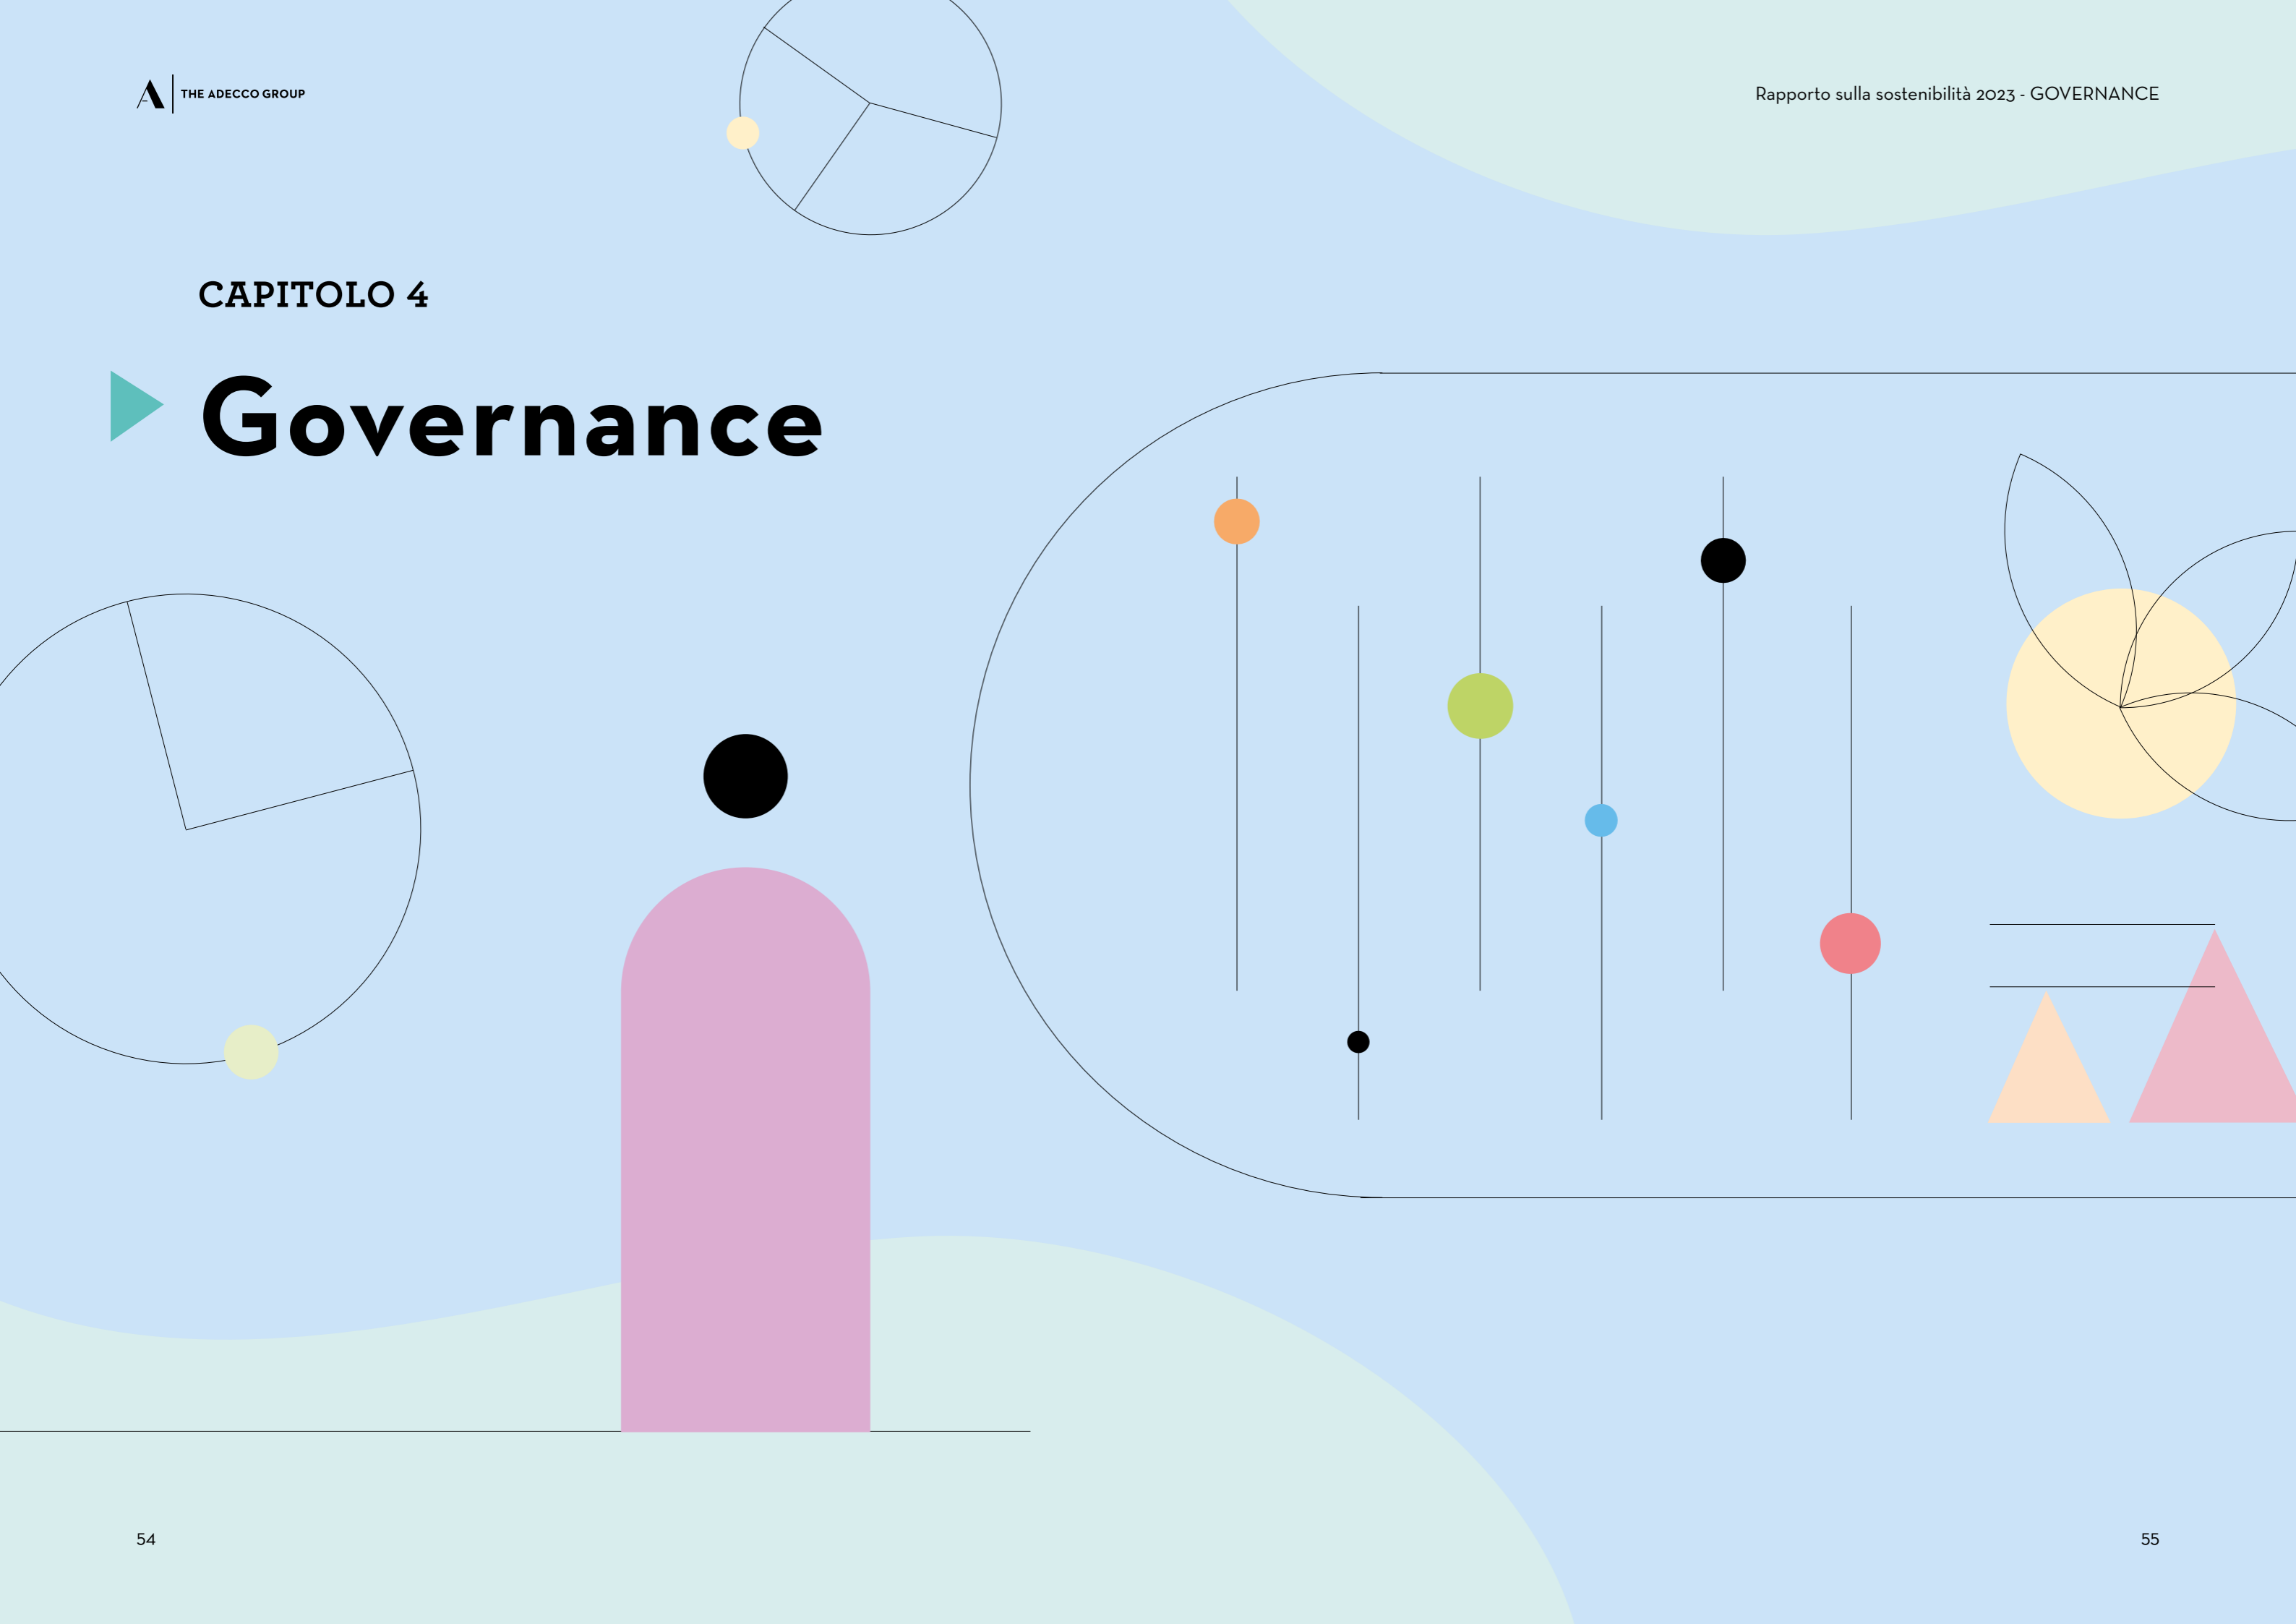 THE ADECCO GROUP
Rapporto sulla sostenibilità 2023 - GOVERNANCE
CAPITOLO 4
Governance
54
55